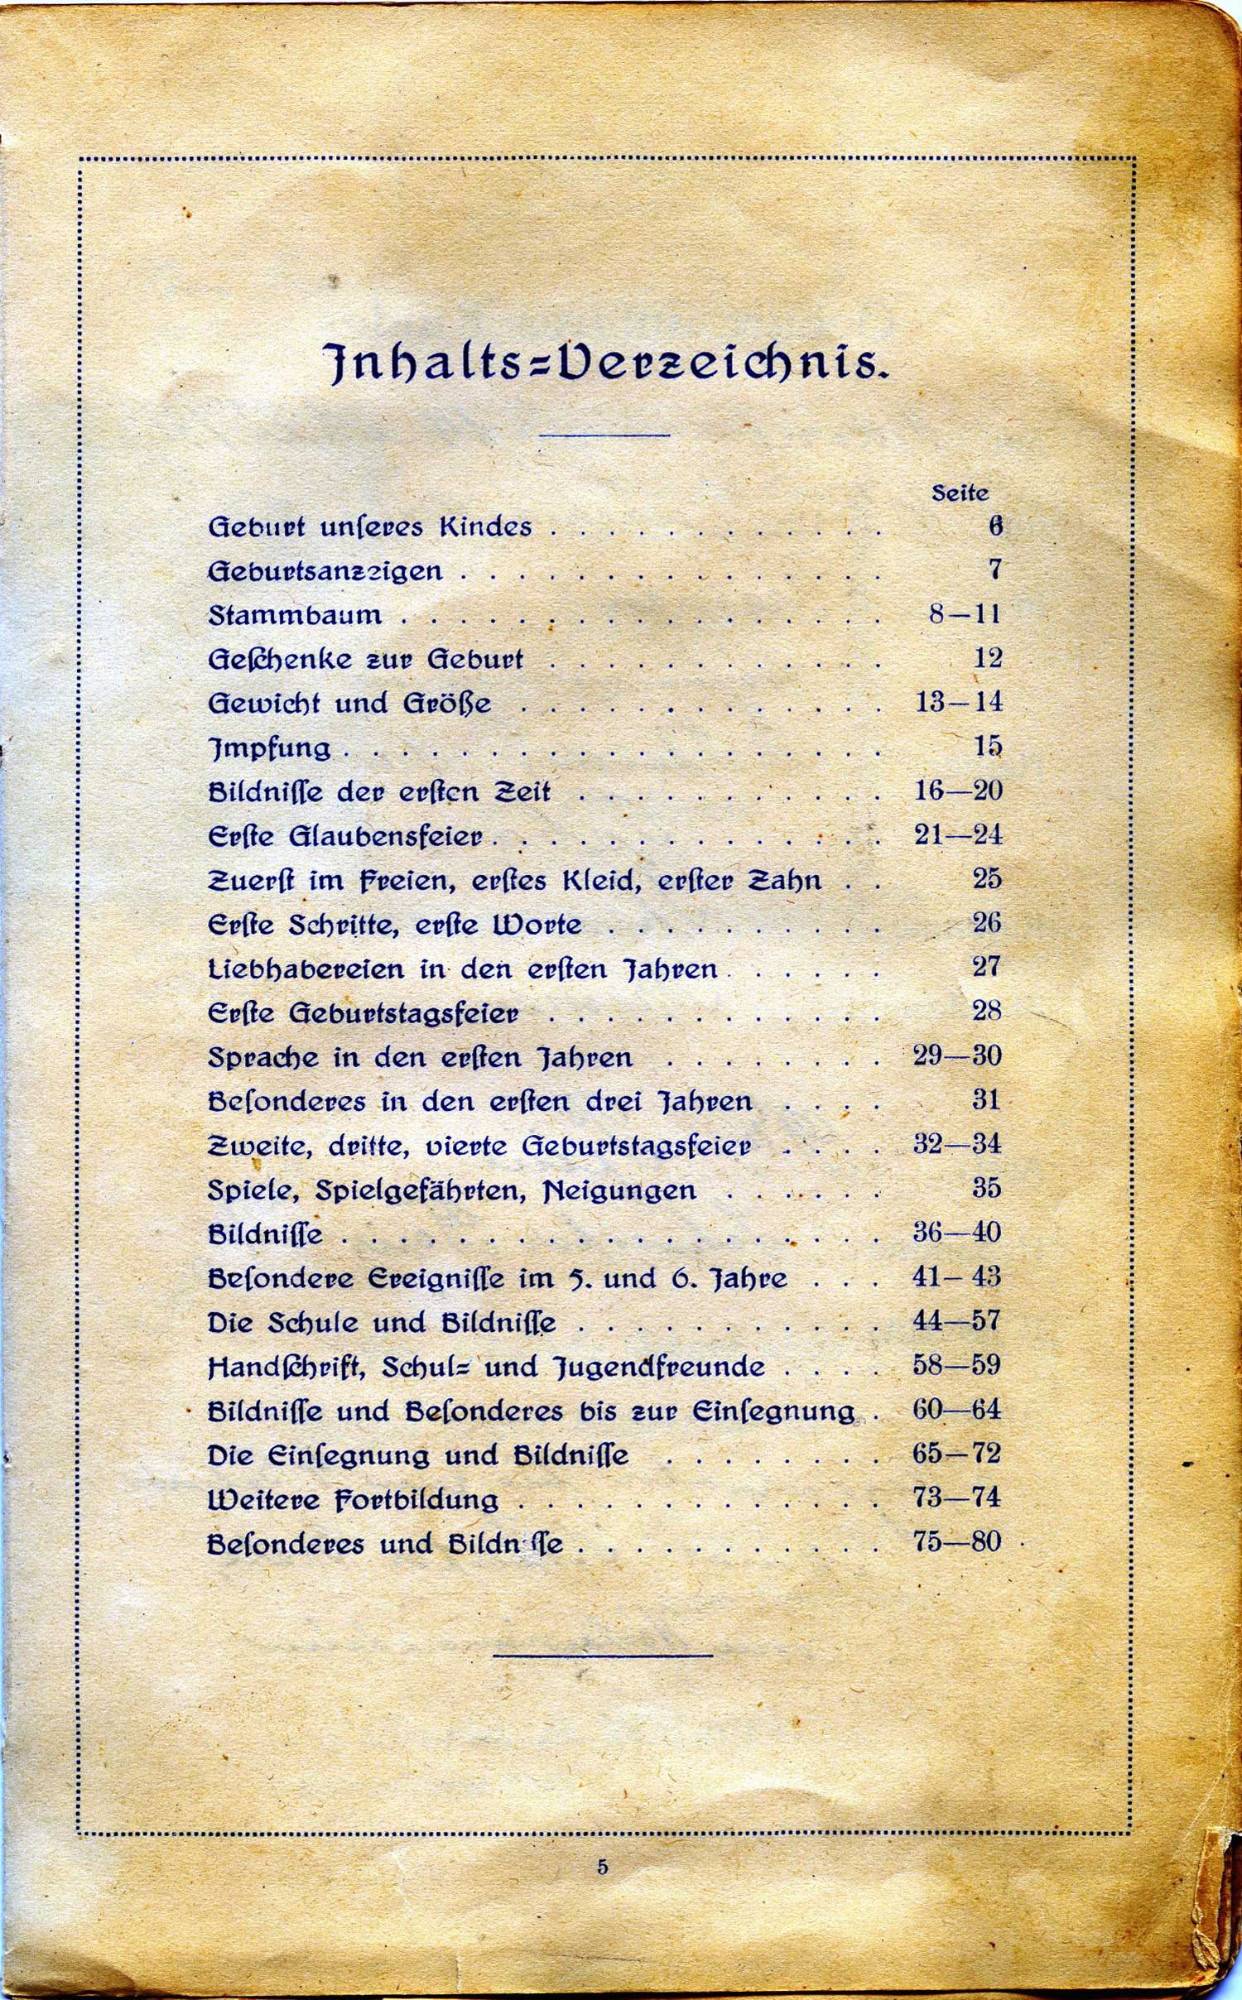 Inhalts=Verzeichnis.
Seite
Geburt unſeres Kindes . . . . . . . . . . . . 6
Geburtsanzeigen . . . . . . . . . . . . . . . 7
Stammbaum . . . . . . . . . . . . . . . . . 8—11
Geſchenke zur Geburt . . . . . . . . . . . . 12
Gewicht und Größe . . . . . . . . . . . . . 13—14
Impfung . . . . . . . . . . . . . . . . . . . 15
Bildniſſe der erſten Zeit . . . . . . . . . . . 16—20
Erſte Glaubensfeier . . . . . . . . . . . . . . 21—24
Zuerſt im Freien, erſtes Kleid, erſter Zahn . . 25
Erſte Schritte, erſte Worte . . . . . . . . . . 26
Liebhabereien in den erſten Jahren . . . . . . 27
Erſte Geburtstagsfeier . . . . . . . . . . . . 28
Sprache in den erſten Jahren . . . . . . . . 29—30
Beſonderes in den erſten drei Jahren . . . . 31
Zweite, dritte, vierte Geburtstagsfeier . . . . 32—34
Spiele, Spielgefährten, Neigungen . . . . . . 35
Bildniſſe . . . . . . . . . . . . . . . . . . . 36—40
Beſondere Ereigniſſe im 5. und 6. Jahre . . . 41—43
Die Schule und Bildniſſe . . . . . . . . . . . 44—57
Handſchrift, Schul= und Jugendfreunde . . . . 58—59
Bildniſſe und Beſonderes bis zur Einſegnung . 60—64
Die Einſegnung und Bildniſſe . . . . . . . . 65—72
Weitere Fortbildung . . . . . . . . . . . . . 73—74
Beſonderes und Bildniſſe . . . . . . . . . . . 75—80
5